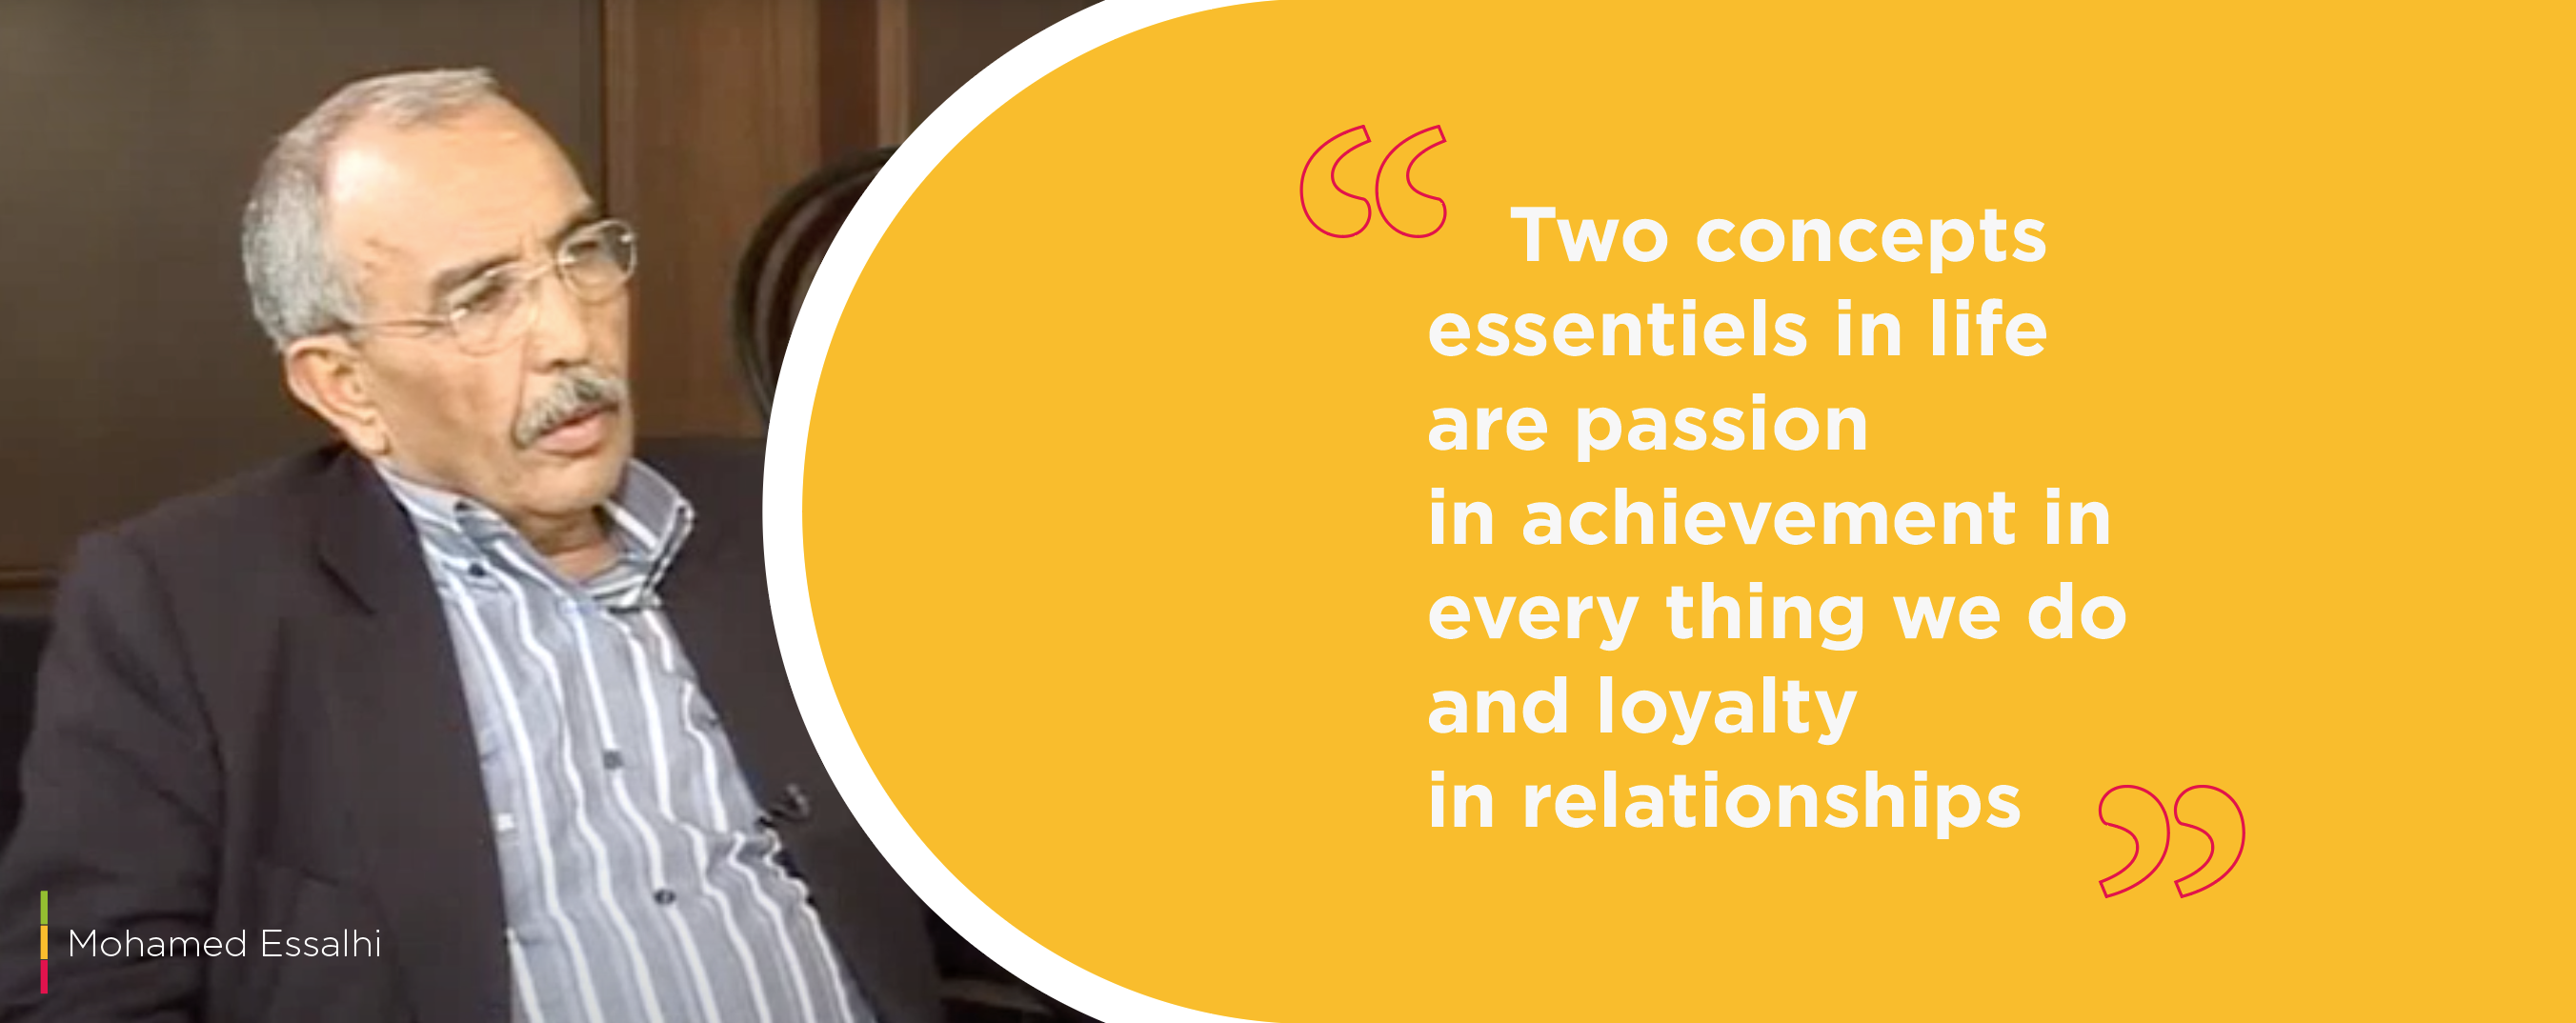 “ Two concepts
essentiels in life
are passion
in achievement in
every thing we do
and loyalty
in relationships ”
Mohamed Essalhi